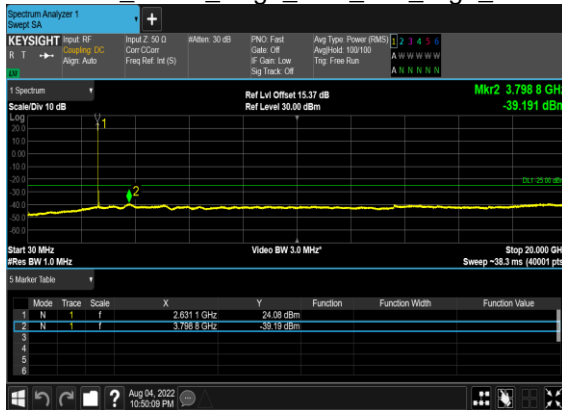 Spectrum Analyzer 1
Swept SA
+
KEYSIGHT Input: RF Input Z: 50 Ω #Atten: 30 dB PNO: Fast Avg Type: Power (RMS) 1 2 3 4 5 6
R T Coupling: DC Corr CCorr Gate: Off Avg|Hold: 100/100 A W W W W W
Align: Auto Freq Ref: Int (S) IF Gain: Low Trig: Free Run
Sig Track: Off A N N N N N
1 Spectrum Ref Lvl Offset 15.37 dB Mkr2 3.798 8 GHz
Scale/Div 10 dB Ref Level 30.00 dBm -39.191 dBm
Log
20.0
10.0
0.00
-10.0
-20.0
-30.0
-40.0
-50.0
-60.0
1
2
DL1 -25.00 dBm
Start 30 MHz Video BW 3.0 MHz* Stop 20.000 GHz
#Res BW 1.0 MHz Sweep ~38.3 ms (40001 pts)
5 Marker Table
Mode Trace Scale X Y Function Function Width Function Value
1 N 1 f 2.631 1 GHz 24.08 dBm
2 N 1 f 3.798 8 GHz -39.19 dBm
3
4
5
6
? Aug 04, 2022
10:50:09 PM